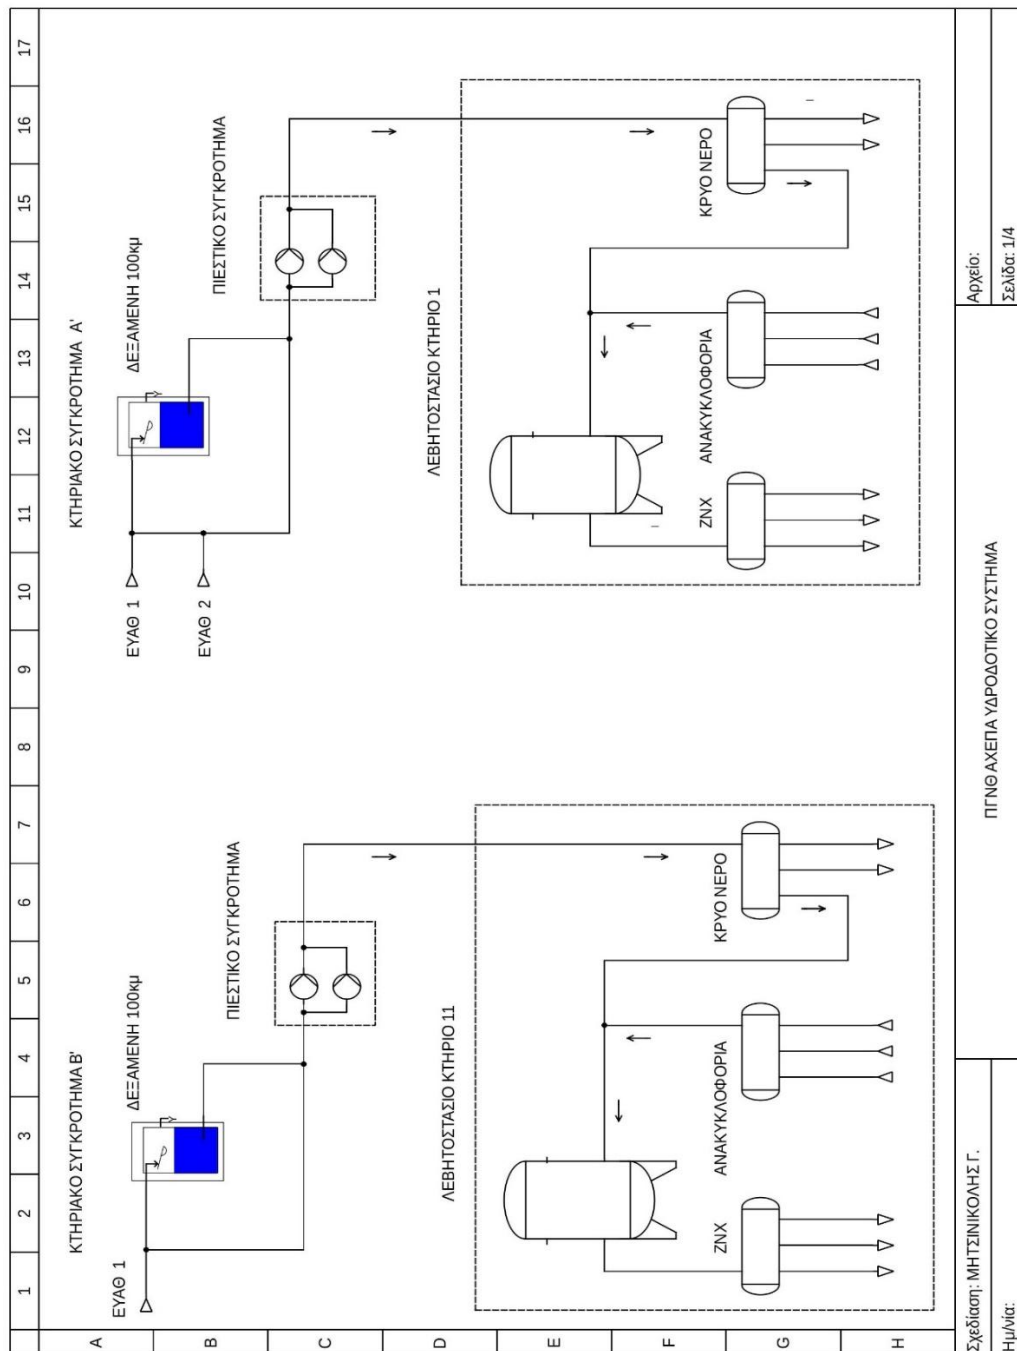 1 2 3 4 5 6 7 8 9 10 11 12 13 14 15 16 17
A
B
C
D
E
F
G
H
ΚΤΗΡΙΑΚΟ ΣΥΓΚΡΟΤΗΜΑ Β'
ΕΥΑΘ 1
ΔΕΞΑΜΕΝΗ 100κμ
ΠΙΕΣΤΙΚΟ ΣΥΓΚΡΟΤΗΜΑ
ΛΕΒΗΤΟΣΤΑΣΙΟ ΚΤΗΡΙΟ 11
ΖΝΧ
ΑΝΑΚΥΚΛΟΦΟΡΙΑ
ΚΡΥΟ ΝΕΡΟ
ΚΤΗΡΙΑΚΟ ΣΥΓΚΡΟΤΗΜΑ Α'
ΕΥΑΘ 1
ΕΥΑΘ 2
ΔΕΞΑΜΕΝΗ 100κμ
ΠΙΕΣΤΙΚΟ ΣΥΓΚΡΟΤΗΜΑ
ΛΕΒΗΤΟΣΤΑΣΙΟ ΚΤΗΡΙΟ 1
ΖΝΧ
ΑΝΑΚΥΚΛΟΦΟΡΙΑ
ΚΡΥΟ ΝΕΡΟ
Σχεδίαση: ΜΗΤΣΙΝΙΚΟΛΗΣ Γ.
Ημ/νία:
ΠΓΝΘ ΑΧΕΠΑ ΥΔΡΟΔΟΤΙΚΟ ΣΥΣΤΗΜΑ
Αρχείο:
Σελίδα: 1/4